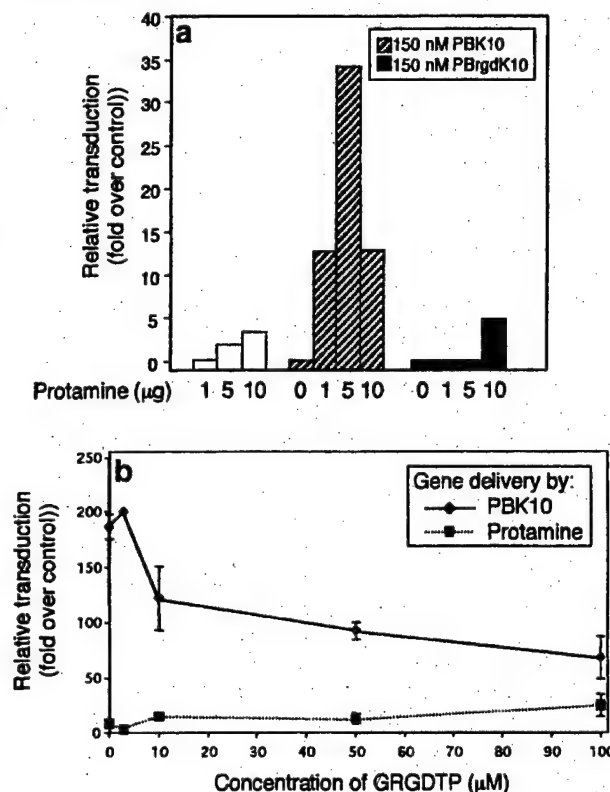 a
150 nM PBK10
150 nM PBrgdK10
Relative transduction
(fold over control))
40
35
30
25
20
15
10
5
0
Protamine (μg) 1 5 10 0 1 5 10 0 1 5 10
b
Gene delivery by:
PBK10
Protamine
Relative transduction
(fold over control))
250
200
150
100
50
0
0 10 20 30 40 50 60 70 80 90 100
Concentration of GRGDTP (μM)